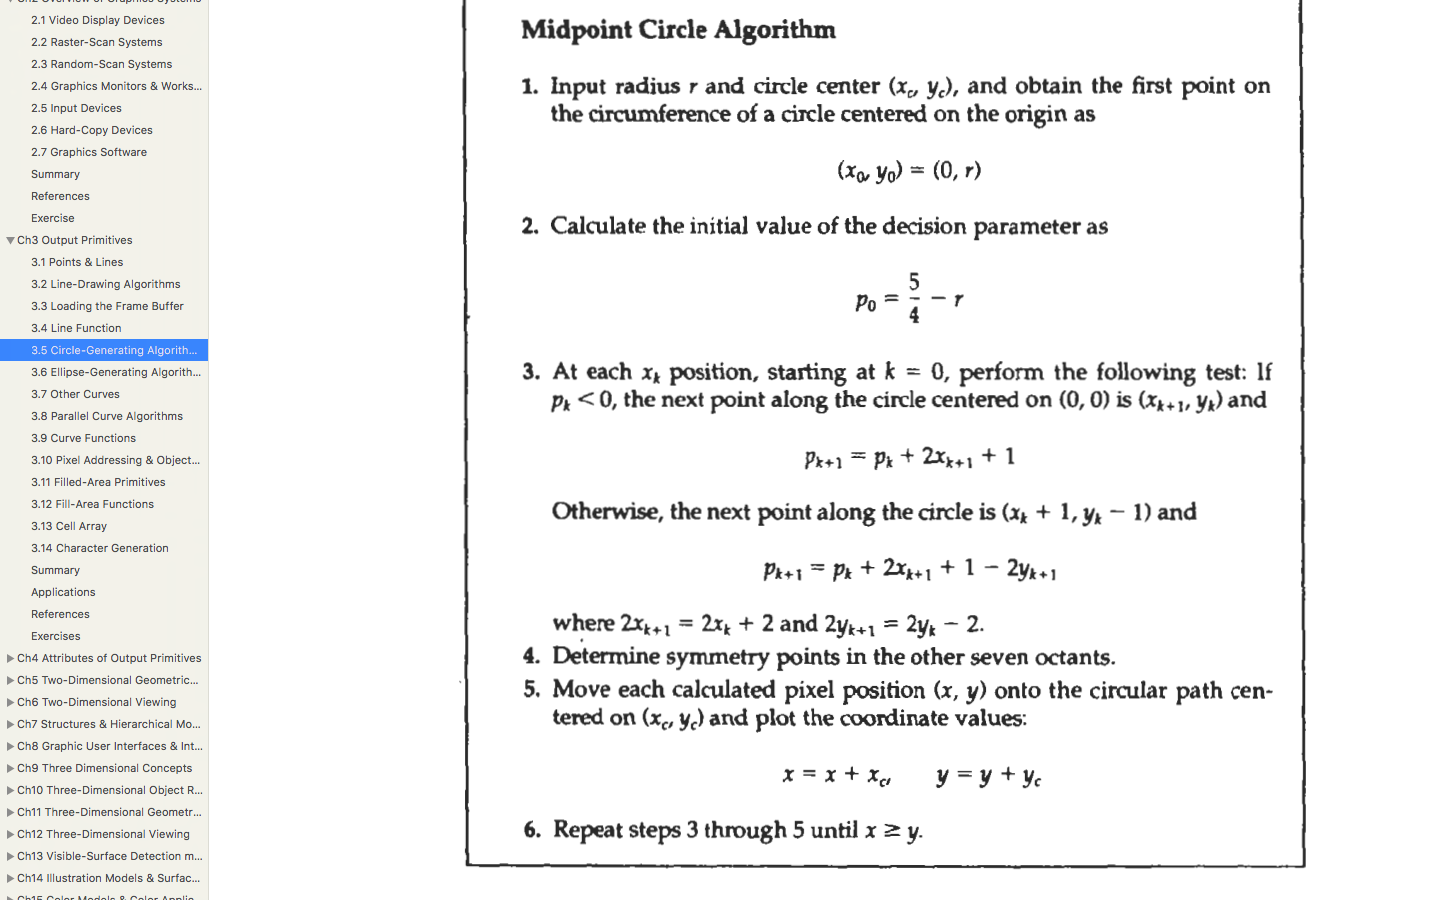 Ch2 Overview of Graphics Systems
2.1 Video Display Devices
2.2 Raster-Scan Systems
2.3 Random-Scan Systems
2.4 Graphics Monitors & Works...
2.5 Input Devices
2.6 Hard-Copy Devices
2.7 Graphics Software
Summary
References
Exercise
Ch3 Output Primitives
3.1 Points & Lines
3.2 Line-Drawing Algorithms
3.3 Loading the Frame Buffer
3.4 Line Function
3.5 Circle-Generating Algorith...
3.6 Ellipse-Generating Algorith...
3.7 Other Curves
3.8 Parallel Curve Algorithms
3.9 Curve Functions
3.10 Pixel Addressing & Object...
3.11 Filled-Area Primitives
3.12 Fill-Area Functions
3.13 Cell Array
3.14 Character Generation
Summary
Applications
References
Exercises
Ch4 Attributes of Output Primitives
Ch5 Two-Dimensional Geometric...
Ch6 Two-Dimensional Viewing
Ch7 Structures & Hierarchical Mo...
Ch8 Graphic User Interfaces & Int...
Ch9 Three Dimensional Concepts
Ch10 Three-Dimensional Object R...
Ch11 Three-Dimensional Geometr...
Ch12 Three-Dimensional Viewing
Ch13 Visible-Surface Detection m...
Ch14 Illustration Models & Surfac...
Ch15 Color Models & Color Applic...
Midpoint Circle Algorithm
1. Input radius r and circle center (x_c, y_c), and obtain the first point on
the circumference of a circle centered on the origin as
(x_0, y_0) = (0, r)
2. Calculate the initial value of the decision parameter as
p_0 = 5/4 − r
3. At each x_k position, starting at k = 0, perform the following test: If
p_k < 0, the next point along the circle centered on (0, 0) is (x_{k+1}, y_k) and
p_{k+1} = p_k + 2x_{k+1} + 1
Otherwise, the next point along the circle is (x_k + 1, y_k − 1) and
p_{k+1} = p_k + 2x_{k+1} + 1 − 2y_{k+1}
where 2x_{k+1} = 2x_k + 2 and 2y_{k+1} = 2y_k − 2.
4. Determine symmetry points in the other seven octants.
5. Move each calculated pixel position (x, y) onto the circular path cen-
tered on (x_c, y_c) and plot the coordinate values:
x = x + x_c, y = y + y_c
6. Repeat steps 3 through 5 until x ≥ y.